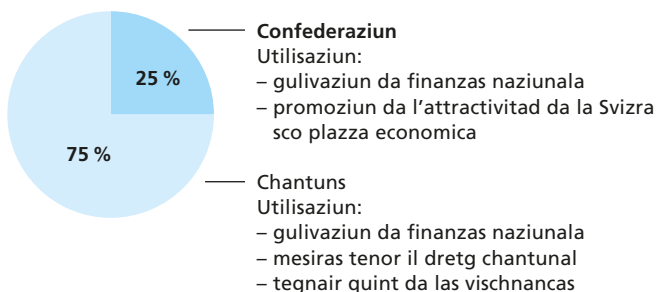 25 %
75 %
Confederaziun
Utilisaziun:
– gulivaziun da finanzas naziunala
– promoziun da l'attractivitad da la Svizra
sco plazza economica
Chantuns
Utilisaziun:
– gulivaziun da finanzas naziunala
– mesiras tenor il dretg chantunal
– tegnair quint da las vischnancas